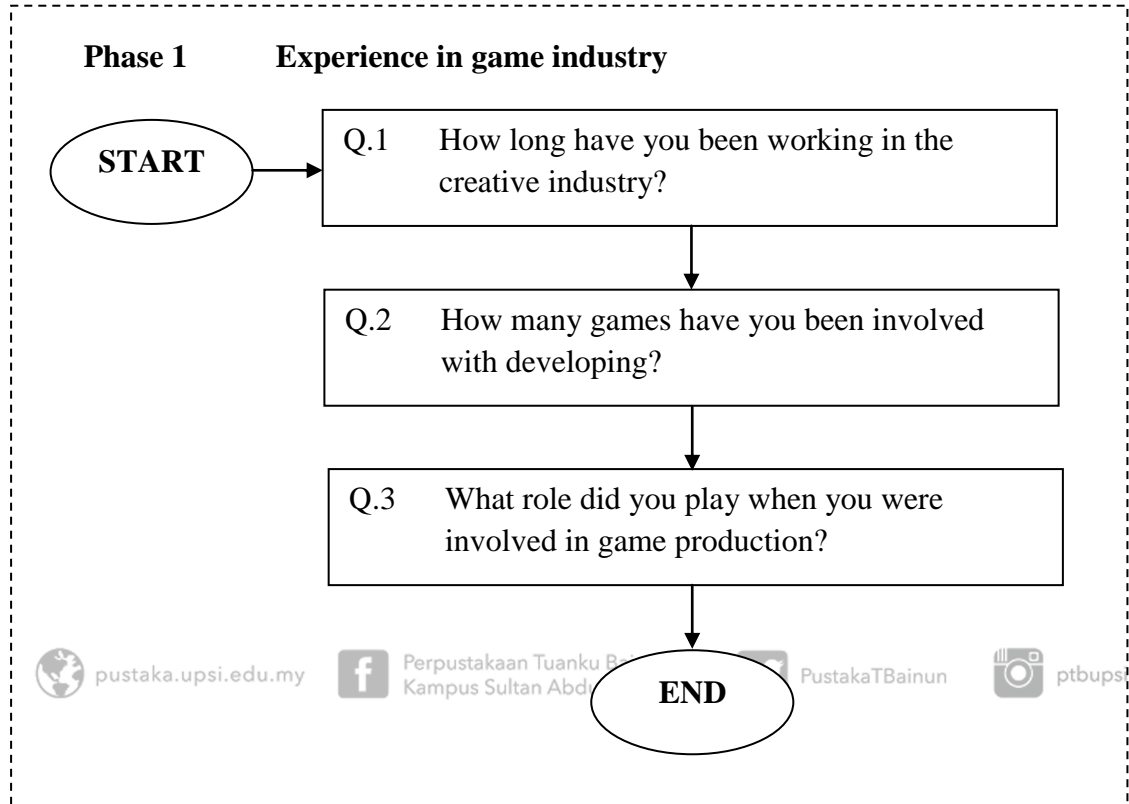 Phase 1 Experience in game industry
START
Q.1 How long have you been working in the
creative industry?
Q.2 How many games have you been involved
with developing?
Q.3 What role did you play when you were
involved in game production?
pustaka.upsi.edu.my
Perpustakaan Tuanku
Kampus Sultan
PustakaTBainun
ptbupsi
END